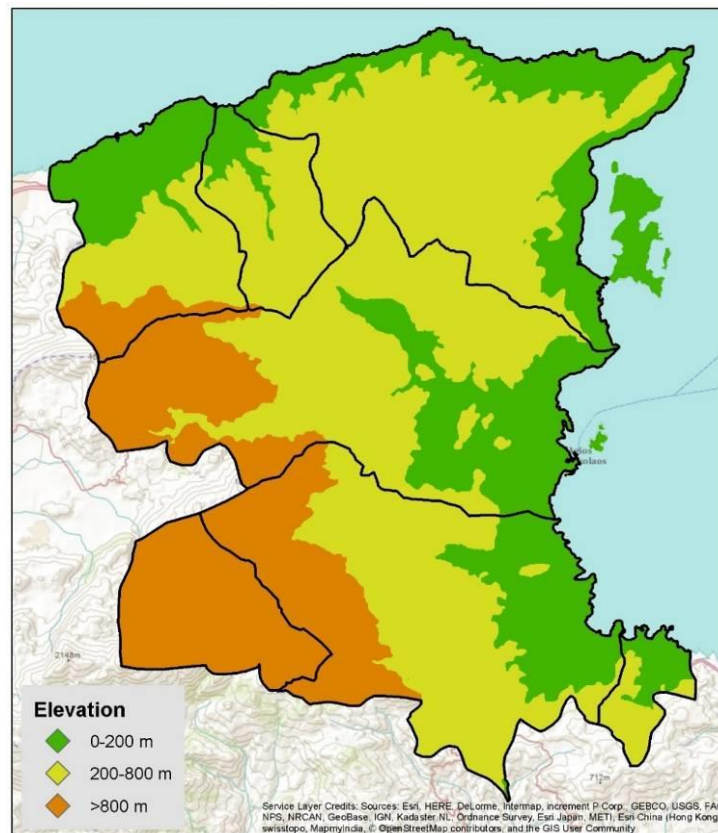 Elevation
0-200 m
200-800 m
>800 m
2148m
712m
Service Layer Credits: Sources: Esri, HERE, DeLorme, Intermap, increment P Corp., GEBCO, USGS, FAO,
NPS, NRCAN, GeoBase, IGN, Kadaster NL, Ordnance Survey, Esri Japan, METI, Esri China (Hong Kong),
swisstopo, MapmyIndia, © OpenStreetMap contributors, and the GIS User Community